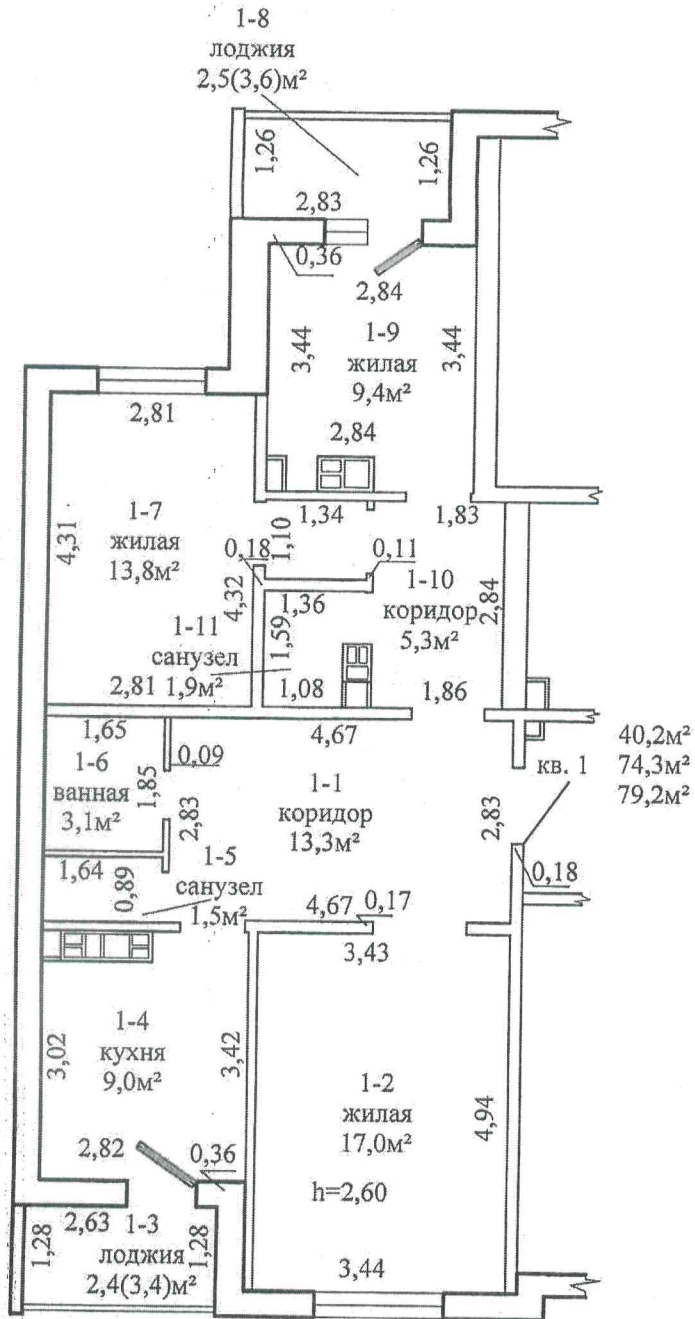 1-8
лоджия
2,5(3,6)м²
1,26
1,26
2,83
0,36
2,84
3,44
1-9
жилая
9,4м²
3,44
2,81
2,84
4,31
1-7
жилая
13,8м²
1,34
1,83
1,10
0,18
0,11
4,32
1,36
1-10
коридор
5,3м²
2,84
1-11
санузел
1,9м²
1,59
2,81
1,08
1,86
1,65
4,67
0,09
1-6
ванная
3,1м²
1,85
2,83
1-1
коридор
13,3м²
2,83
кв. 1
40,2м²
74,3м²
79,2м²
1,64
0,89
1-5
санузел
1,5м²
0,18
4,67
0,17
3,43
3,02
1-4
кухня
9,0м²
3,42
1-2
жилая
17,0м²
4,94
2,82
0,36
h=2,60
2,63
1,28
1-3
лоджия
2,4(3,4)м²
1,28
3,44